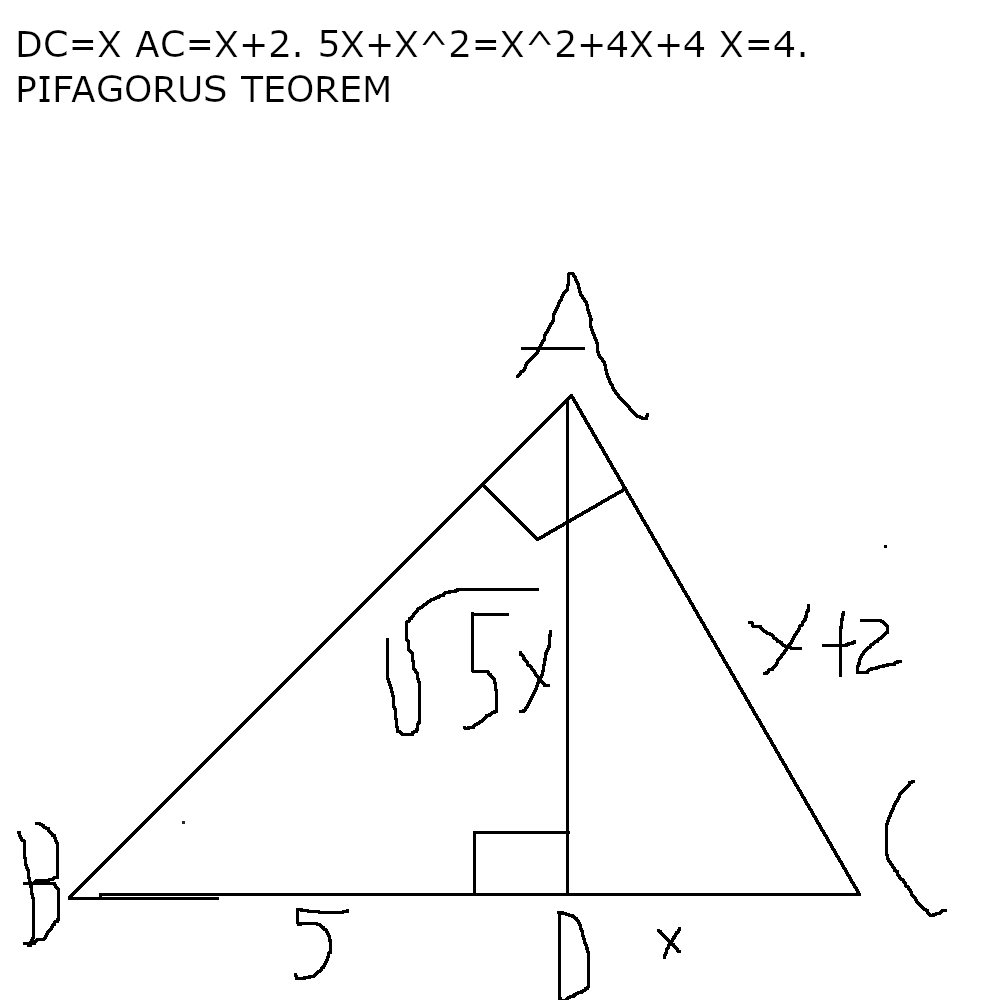 DC=X AC=X+2. 5X+X^2=X^2+4X+4 X=4.
PIFAGORUS TEOREM
A
√5x
x+2
B
C
5
D
x